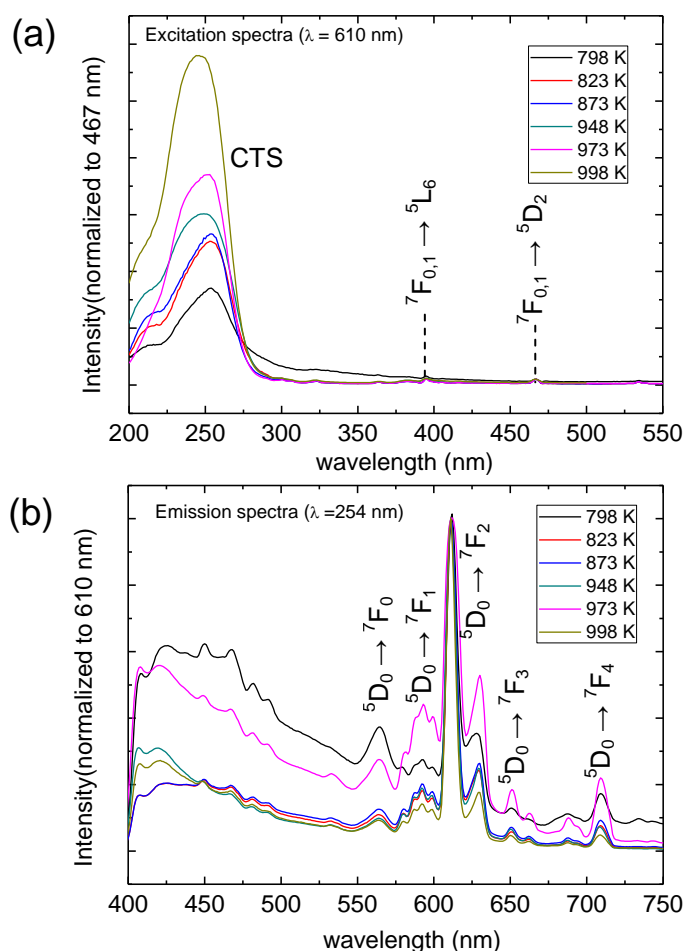 (a)
Excitation spectra (λ = 610 nm)
798 K
823 K
873 K
948 K
973 K
998 K
CTS
⁷F₀,₁ → ⁵L₆
⁷F₀,₁ → ⁵D₂
Intensity(normalized to 467 nm)
200 250 300 350 400 450 500 550
wavelength (nm)
(b)
Emission spectra (λ =254 nm)
798 K
823 K
873 K
948 K
973 K
998 K
⁵D₀ → ⁷F₀
⁵D₀ → ⁷F₁
⁵D₀ → ⁷F₂
⁵D₀ → ⁷F₃
⁵D₀ → ⁷F₄
Intensity(normalized to 610 nm)
400 450 500 550 600 650 700 750
wavelength (nm)